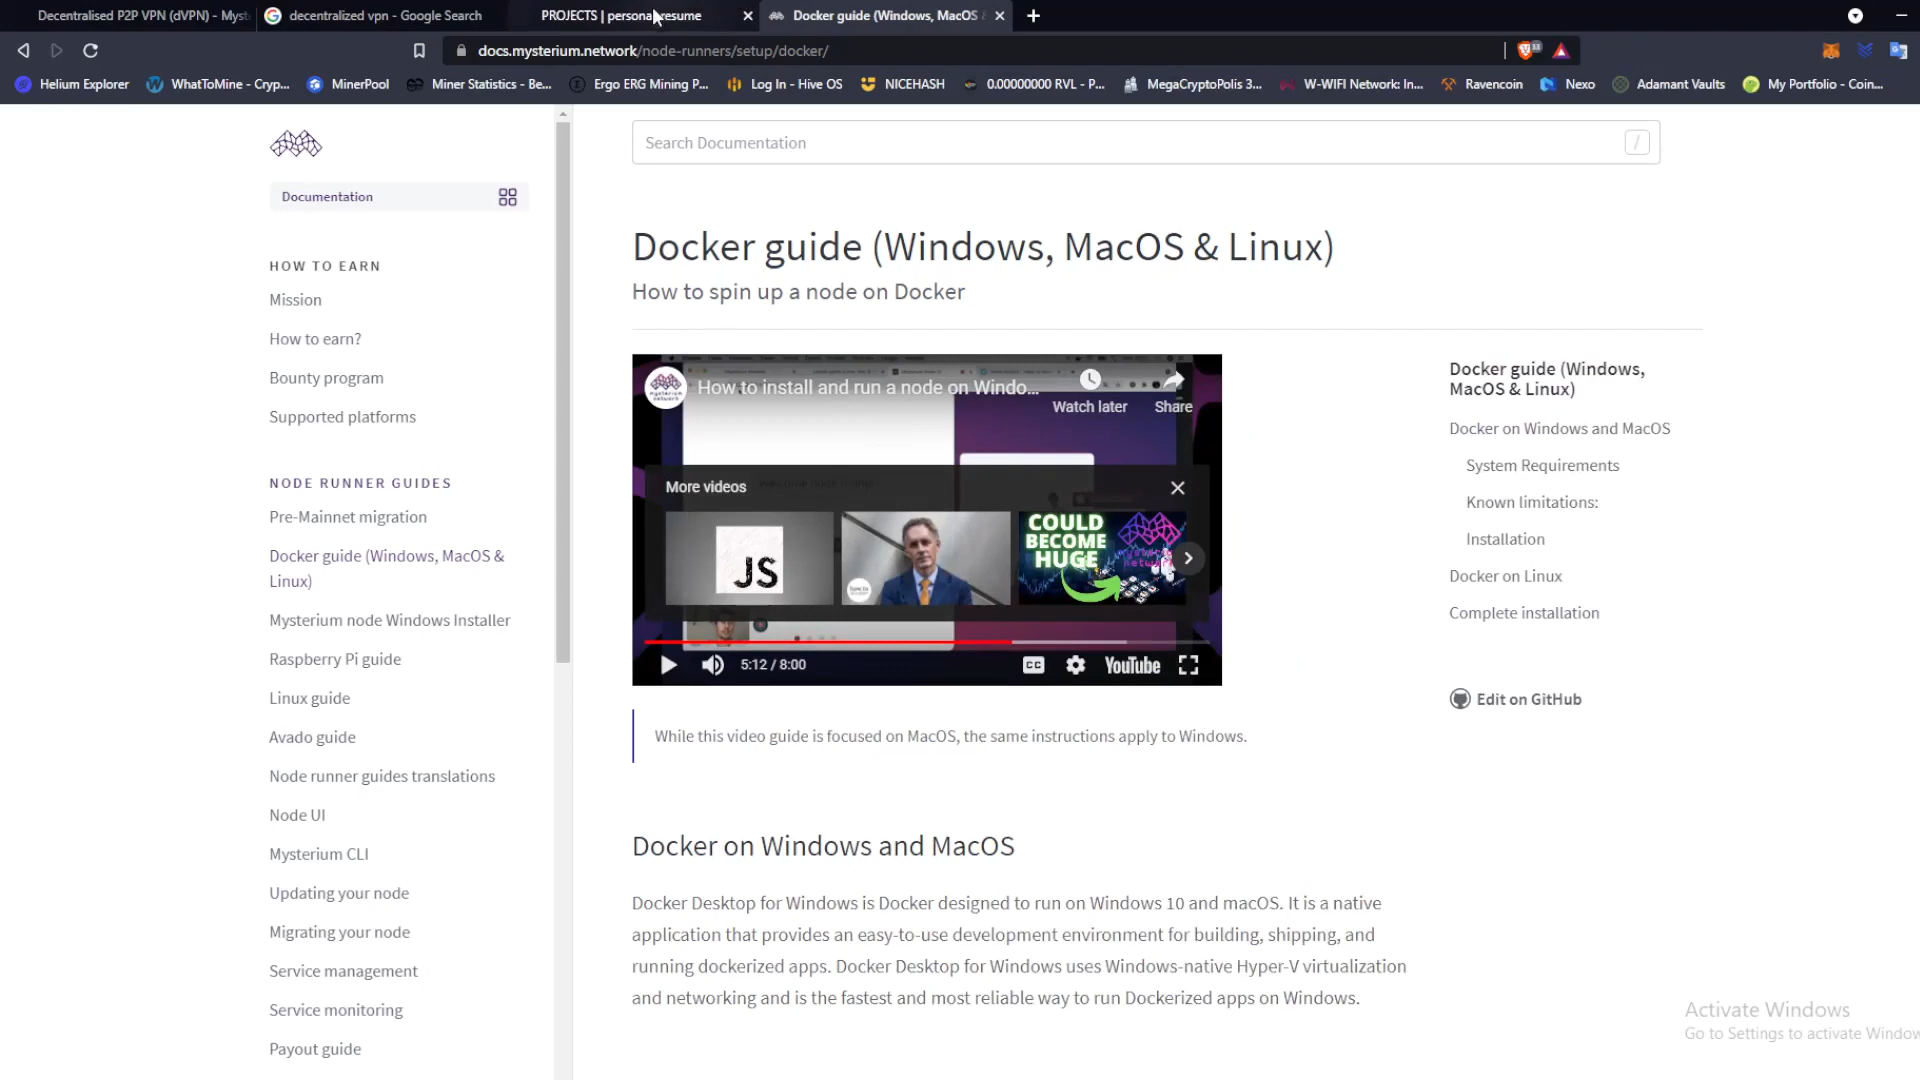 Decentralised P2P VPN (dVPN) - Myst
decentralized vpn - Google Search
PROJECTS | personal resume
Docker guide (Windows, MacOS &
docs.mysterium.network/node-runners/setup/docker/
Helium Explorer
WhatToMine - Cryp...
MinerPool
Miner Statistics - Be...
Ergo ERG Mining P...
Log In - Hive OS
NICEHASH
0.00000000 RVL - P...
MegaCryptoPolis 3...
W-WIFI Network: In...
Ravencoin
Nexo
Adamant Vaults
My Portfolio - Coin...
Search Documentation
/
Documentation
HOW TO EARN
Mission
How to earn?
Bounty program
Supported platforms
NODE RUNNER GUIDES
Pre-Mainnet migration
Docker guide (Windows, MacOS &
Linux)
Mysterium node Windows Installer
Raspberry Pi guide
Linux guide
Avado guide
Node runner guides translations
Node UI
Mysterium CLI
Updating your node
Migrating your node
Service management
Service monitoring
Payout guide
Docker guide (Windows, MacOS & Linux)
How to spin up a node on Docker
How to install and run a node on Windo...
Watch later
Share
More videos
JS
COULD
BECOME
HUGE
5:12 / 8:00
CC
YouTube
While this video guide is focused on MacOS, the same instructions apply to Windows.
Docker on Windows and MacOS
Docker Desktop for Windows is Docker designed to run on Windows 10 and macOS. It is a native
application that provides an easy-to-use development environment for building, shipping, and
running dockerized apps. Docker Desktop for Windows uses Windows-native Hyper-V virtualization
and networking and is the fastest and most reliable way to run Dockerized apps on Windows.
Docker guide (Windows,
MacOS & Linux)
Docker on Windows and MacOS
System Requirements
Known limitations:
Installation
Docker on Linux
Complete installation
Edit on GitHub
Activate Windows
Go to Settings to activate Window